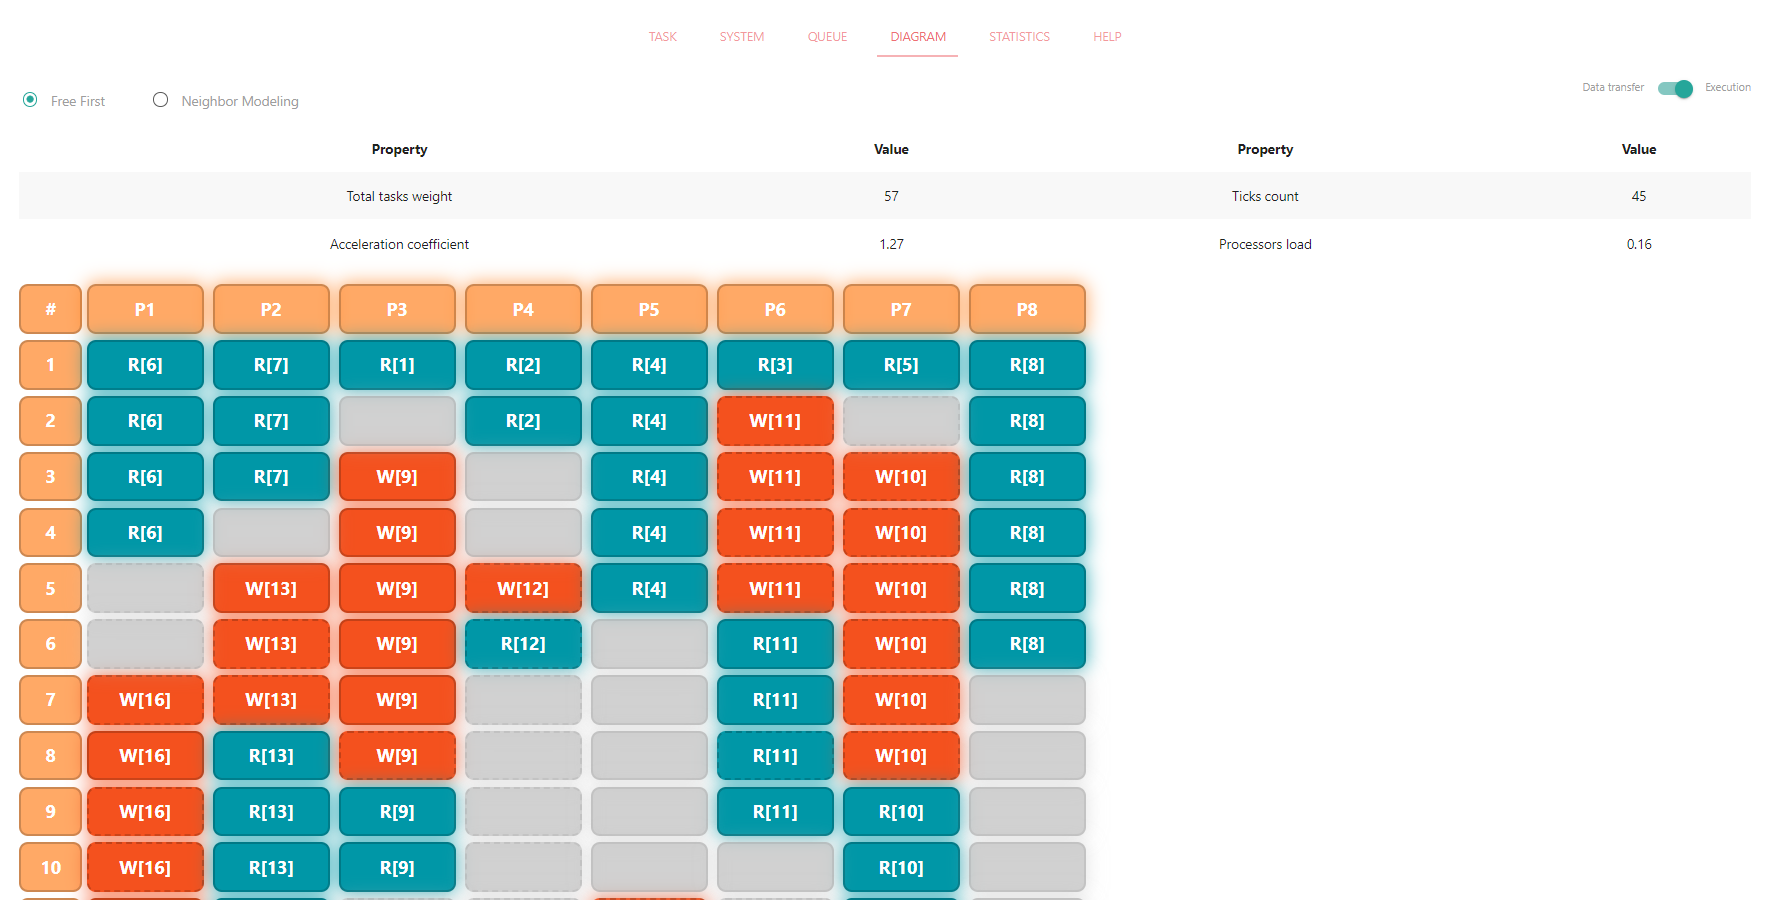 TASK SYSTEM QUEUE DIAGRAM STATISTICS HELP
Free First Neighbor Modeling Data transfer Execution
Property Value Property Value
Total tasks weight 57 Ticks count 45
Acceleration coefficient 1.27 Processors load 0.16
# P1 P2 P3 P4 P5 P6 P7 P8
1 R[6] R[7] R[1] R[2] R[4] R[3] R[5] R[8]
2 R[6] R[7] R[2] R[4] W[11] R[8]
3 R[6] R[7] W[9] R[4] W[11] W[10] R[8]
4 R[6] W[9] R[4] W[11] W[10] R[8]
5 W[13] W[9] W[12] R[4] W[11] W[10] R[8]
6 W[13] W[9] R[12] R[11] W[10] R[8]
7 W[16] W[13] W[9] R[11] W[10]
8 W[16] R[13] W[9] R[11] W[10]
9 W[16] R[13] R[9] R[11] R[10]
10 W[16] R[13] R[9] R[10]